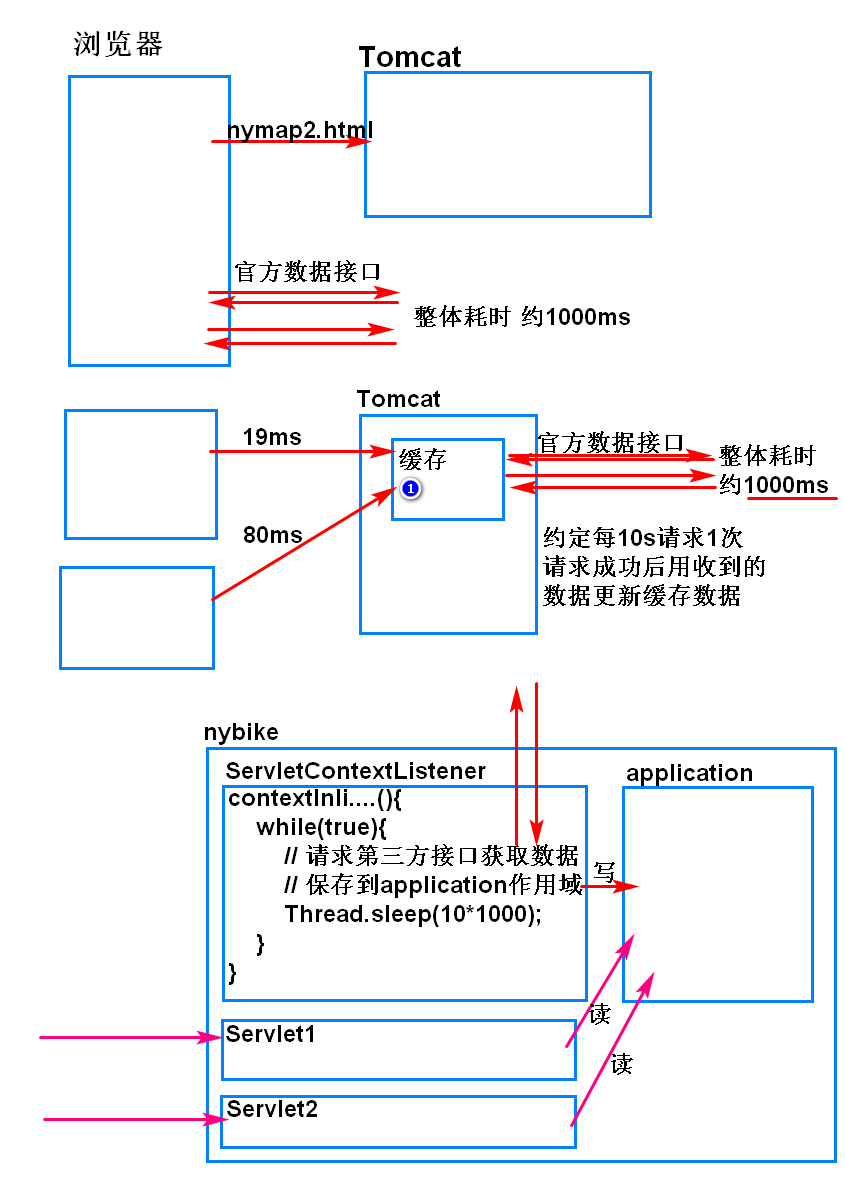 浏览器
Tomcat
nymap2.html
官方数据接口
整体耗时 约1000ms
Tomcat
19ms
缓存
1
80ms
官方数据接口
整体耗时
约1000ms
约定每10s请求1次
请求成功后用收到的
数据更新缓存数据
nybike
ServletContextListener
application
contextInli....(){
while(true){
// 请求第三方接口获取数据
// 保存到application作用域
写
Thread.sleep(10*1000);
}
}
读
Servlet1
读
Servlet2